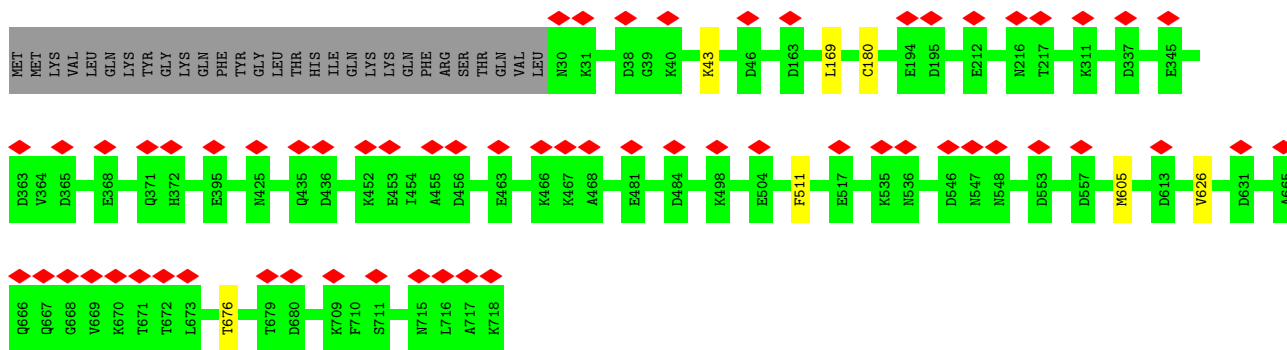 MET MET LYS VAL LEU GLN LYS TYR GLY LYS GLN PHE TYR GLY LEU THR HIS ILE GLN LYS LYS GLN PHE ARG SER THR GLN VAL LEU N30 K31 D38 G39 K40 K43 D46 D163 L169 C180 E194 D195 E212 N216 T217 K311 D337 E345
D363 V364 D365 E368 Q371 H372 E395 N425 Q435 D436 K452 E453 I454 A455 D456 E463 K466 K467 A468 E481 D484 K498 E504 F511 E517 K535 N536 D546 N547 N548 D553 D557 M605 D613 V626 D631 A665
Q666 Q667 G668 V669 K670 T671 T672 L673 T676 T679 D680 K709 F710 S711 N715 L716 A717 K718